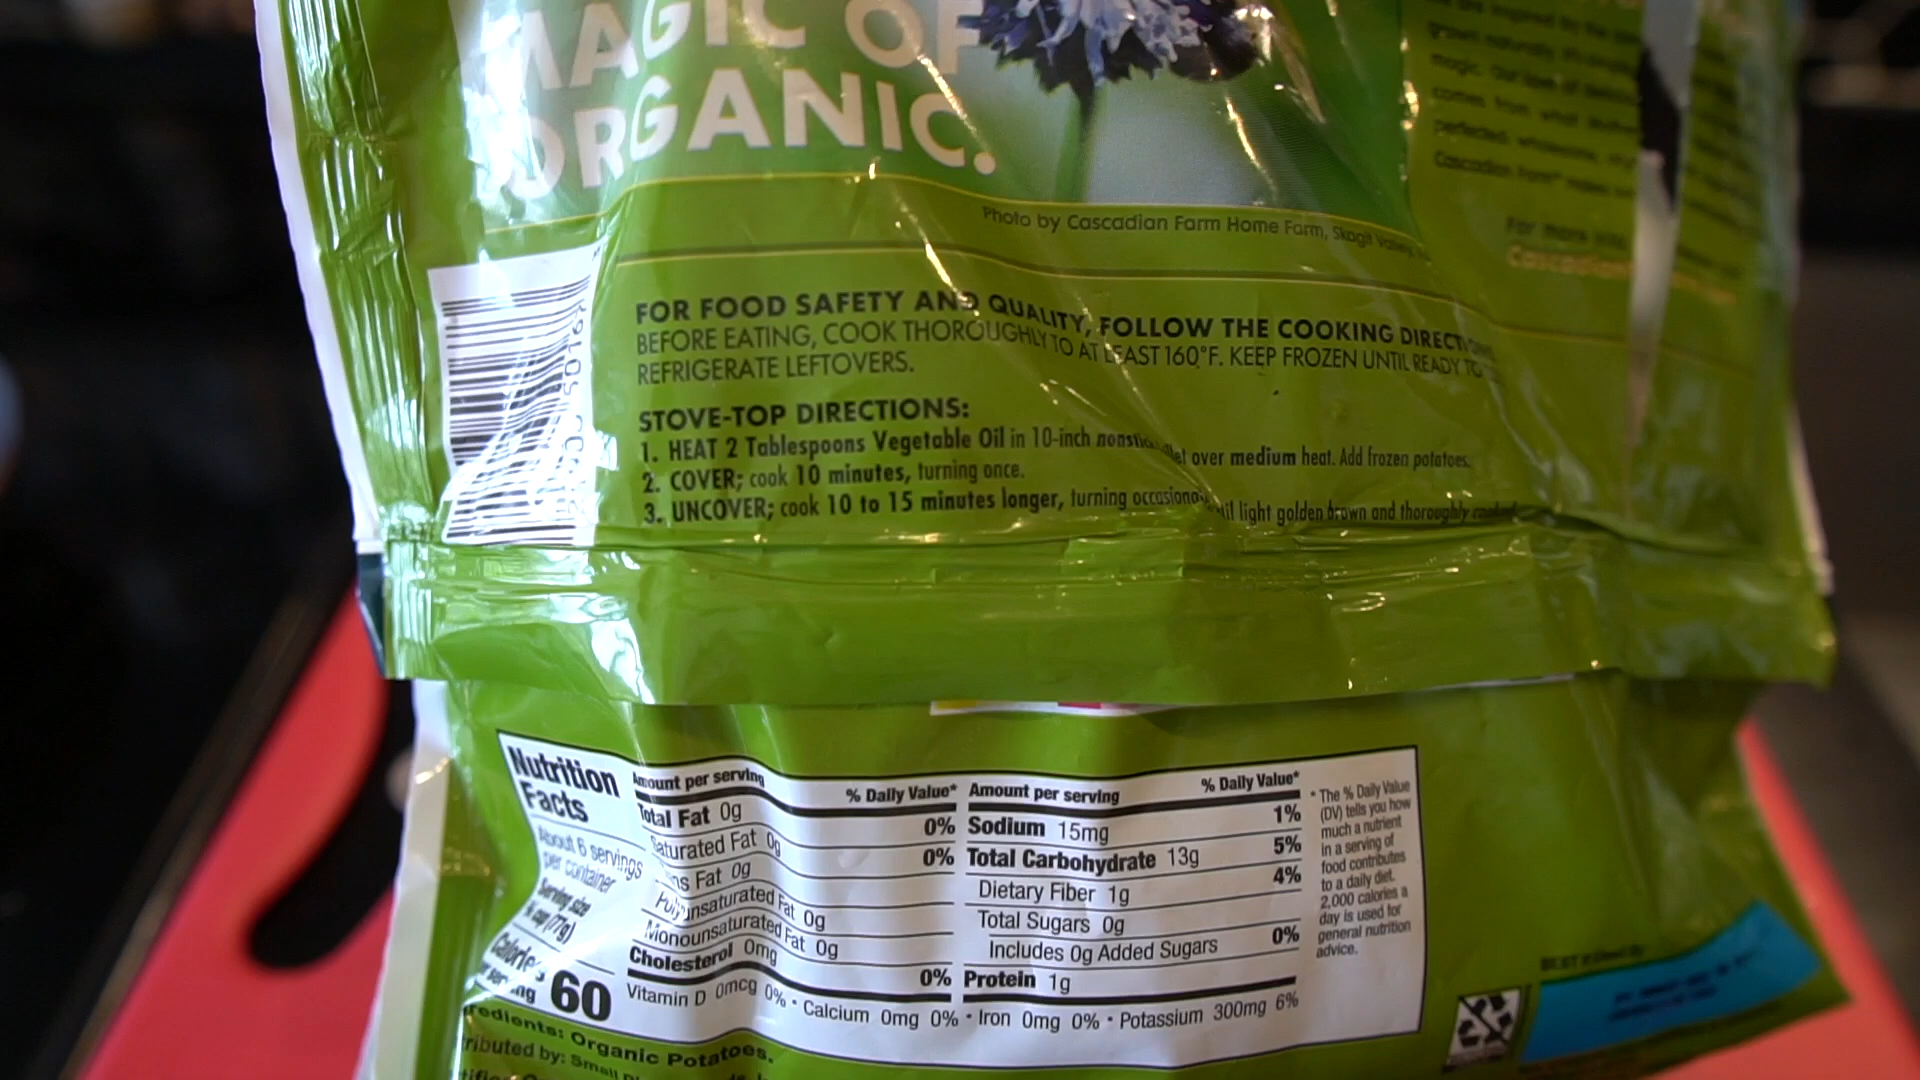 MAGIC OF
ORGANIC.
Photo by Cascadian Farm Home Farm, Skagit Valley,
FOR FOOD SAFETY AND QUALITY, FOLLOW THE COOKING
BEFORE EATING, COOK THOROUGHLY TO AT LEAST 160°F. KEEP FROZEN UNTIL READY TO
REFRIGERATE LEFTOVERS.
STOVE-TOP DIRECTIONS:
1. HEAT 2 Tablespoons Vegetable Oil in 10-inch over medium heat. Add frozen potatoes.
2. COVER; cook 10 minutes, turning once.
3. UNCOVER; cook 10 to 15 minutes longer, turning light golden brown and thoroughly cooked
Nutrition
Facts
About 6 servings
per container
Serving size
(77g)
Calories
per serving
60
Amount per serving
% Daily Value*
Total Fat 0g 0%
Saturated Fat 0g 0%
Fat 0g
Polyunsaturated Fat 0g
Monounsaturated Fat 0g
Cholesterol 0mg 0%
Amount per serving
% Daily Value*
Sodium 15mg 1%
Total Carbohydrate 13g 5%
Dietary Fiber 1g 4%
Total Sugars 0g
Includes 0g Added Sugars 0%
Protein 1g
Vitamin D 0mcg 0% • Calcium 0mg 0% • Iron 0mg 0% • Potassium 300mg 6%
* The % Daily Value
(DV) tells you how
much a nutrient
in a serving of
food contributes
to a daily diet.
2,000 calories a
day is used for
general nutrition
advice.
Organic Potatoes.
by: Small